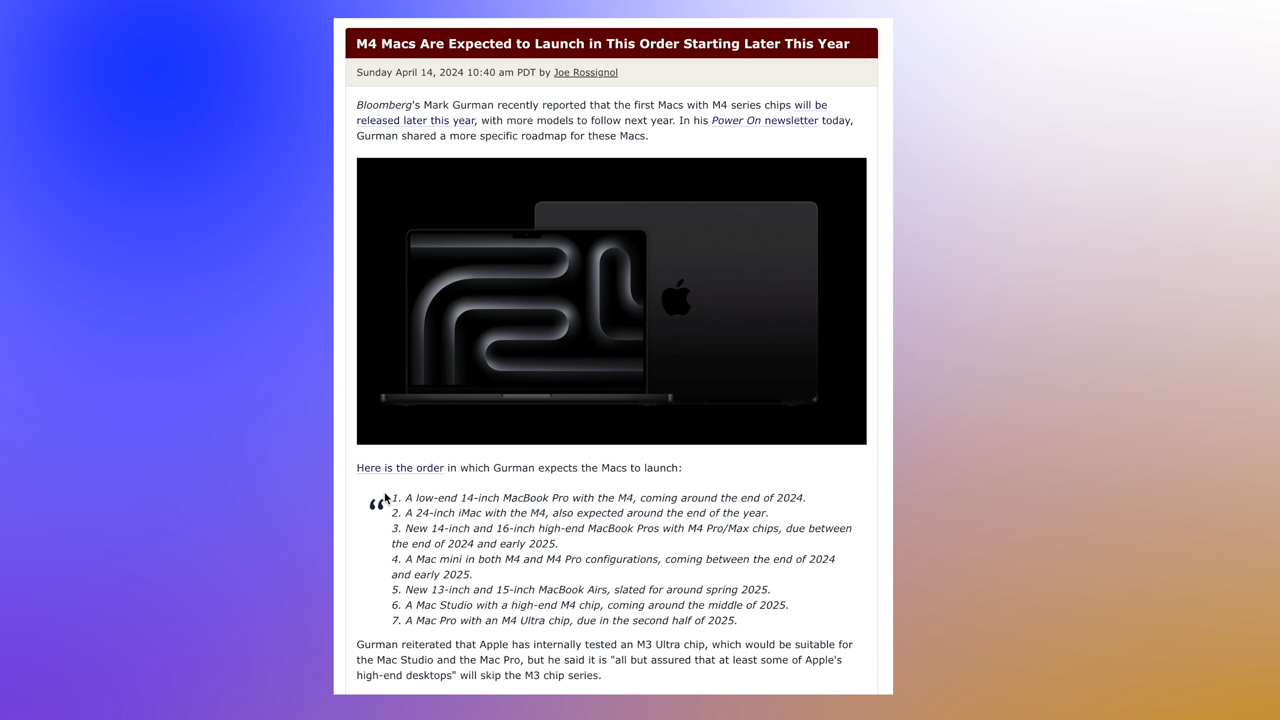 M4 Macs Are Expected to Launch in This Order Starting Later This Year
Sunday April 14, 2024 10:40 am PDT by Joe Rossignol
Bloomberg's Mark Gurman recently reported that the first Macs with M4 series chips will be
released later this year, with more models to follow next year. In his Power On newsletter today,
Gurman shared a more specific roadmap for these Macs.
Here is the order in which Gurman expects the Macs to launch:
“
1. A low-end 14-inch MacBook Pro with the M4, coming around the end of 2024.
2. A 24-inch iMac with the M4, also expected around the end of the year.
3. New 14-inch and 16-inch high-end MacBook Pros with M4 Pro/Max chips, due between
the end of 2024 and early 2025.
4. A Mac mini in both M4 and M4 Pro configurations, coming between the end of 2024
and early 2025.
5. New 13-inch and 15-inch MacBook Airs, slated for around spring 2025.
6. A Mac Studio with a high-end M4 chip, coming around the middle of 2025.
7. A Mac Pro with an M4 Ultra chip, due in the second half of 2025.
Gurman reiterated that Apple has internally tested an M3 Ultra chip, which would be suitable for
the Mac Studio and the Mac Pro, but he said it is "all but assured that at least some of Apple's
high-end desktops" will skip the M3 chip series.